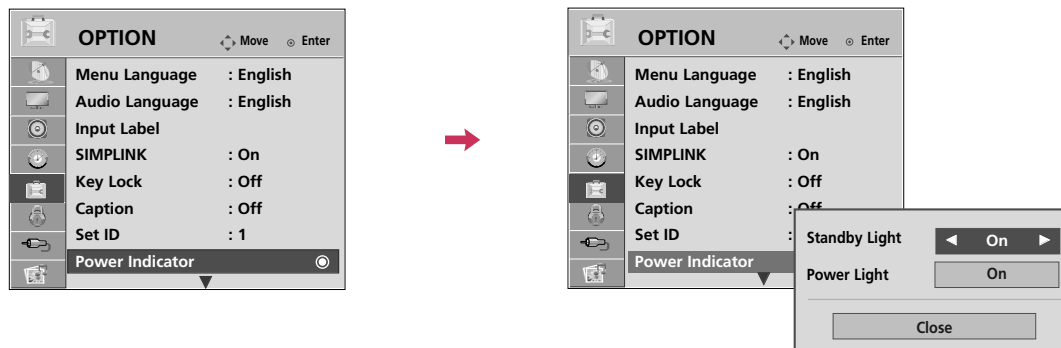 OPTION Move Enter
Menu Language : English
Audio Language : English
Input Label
SIMPLINK : On
Key Lock : Off
Caption : Off
Set ID : 1
Power Indicator
OPTION Move Enter
Menu Language : English
Audio Language : English
Input Label
SIMPLINK : On
Key Lock : Off
Caption : Off
Set ID :
Power Indicator
Standby Light ◄ On ►
Power Light On
Close